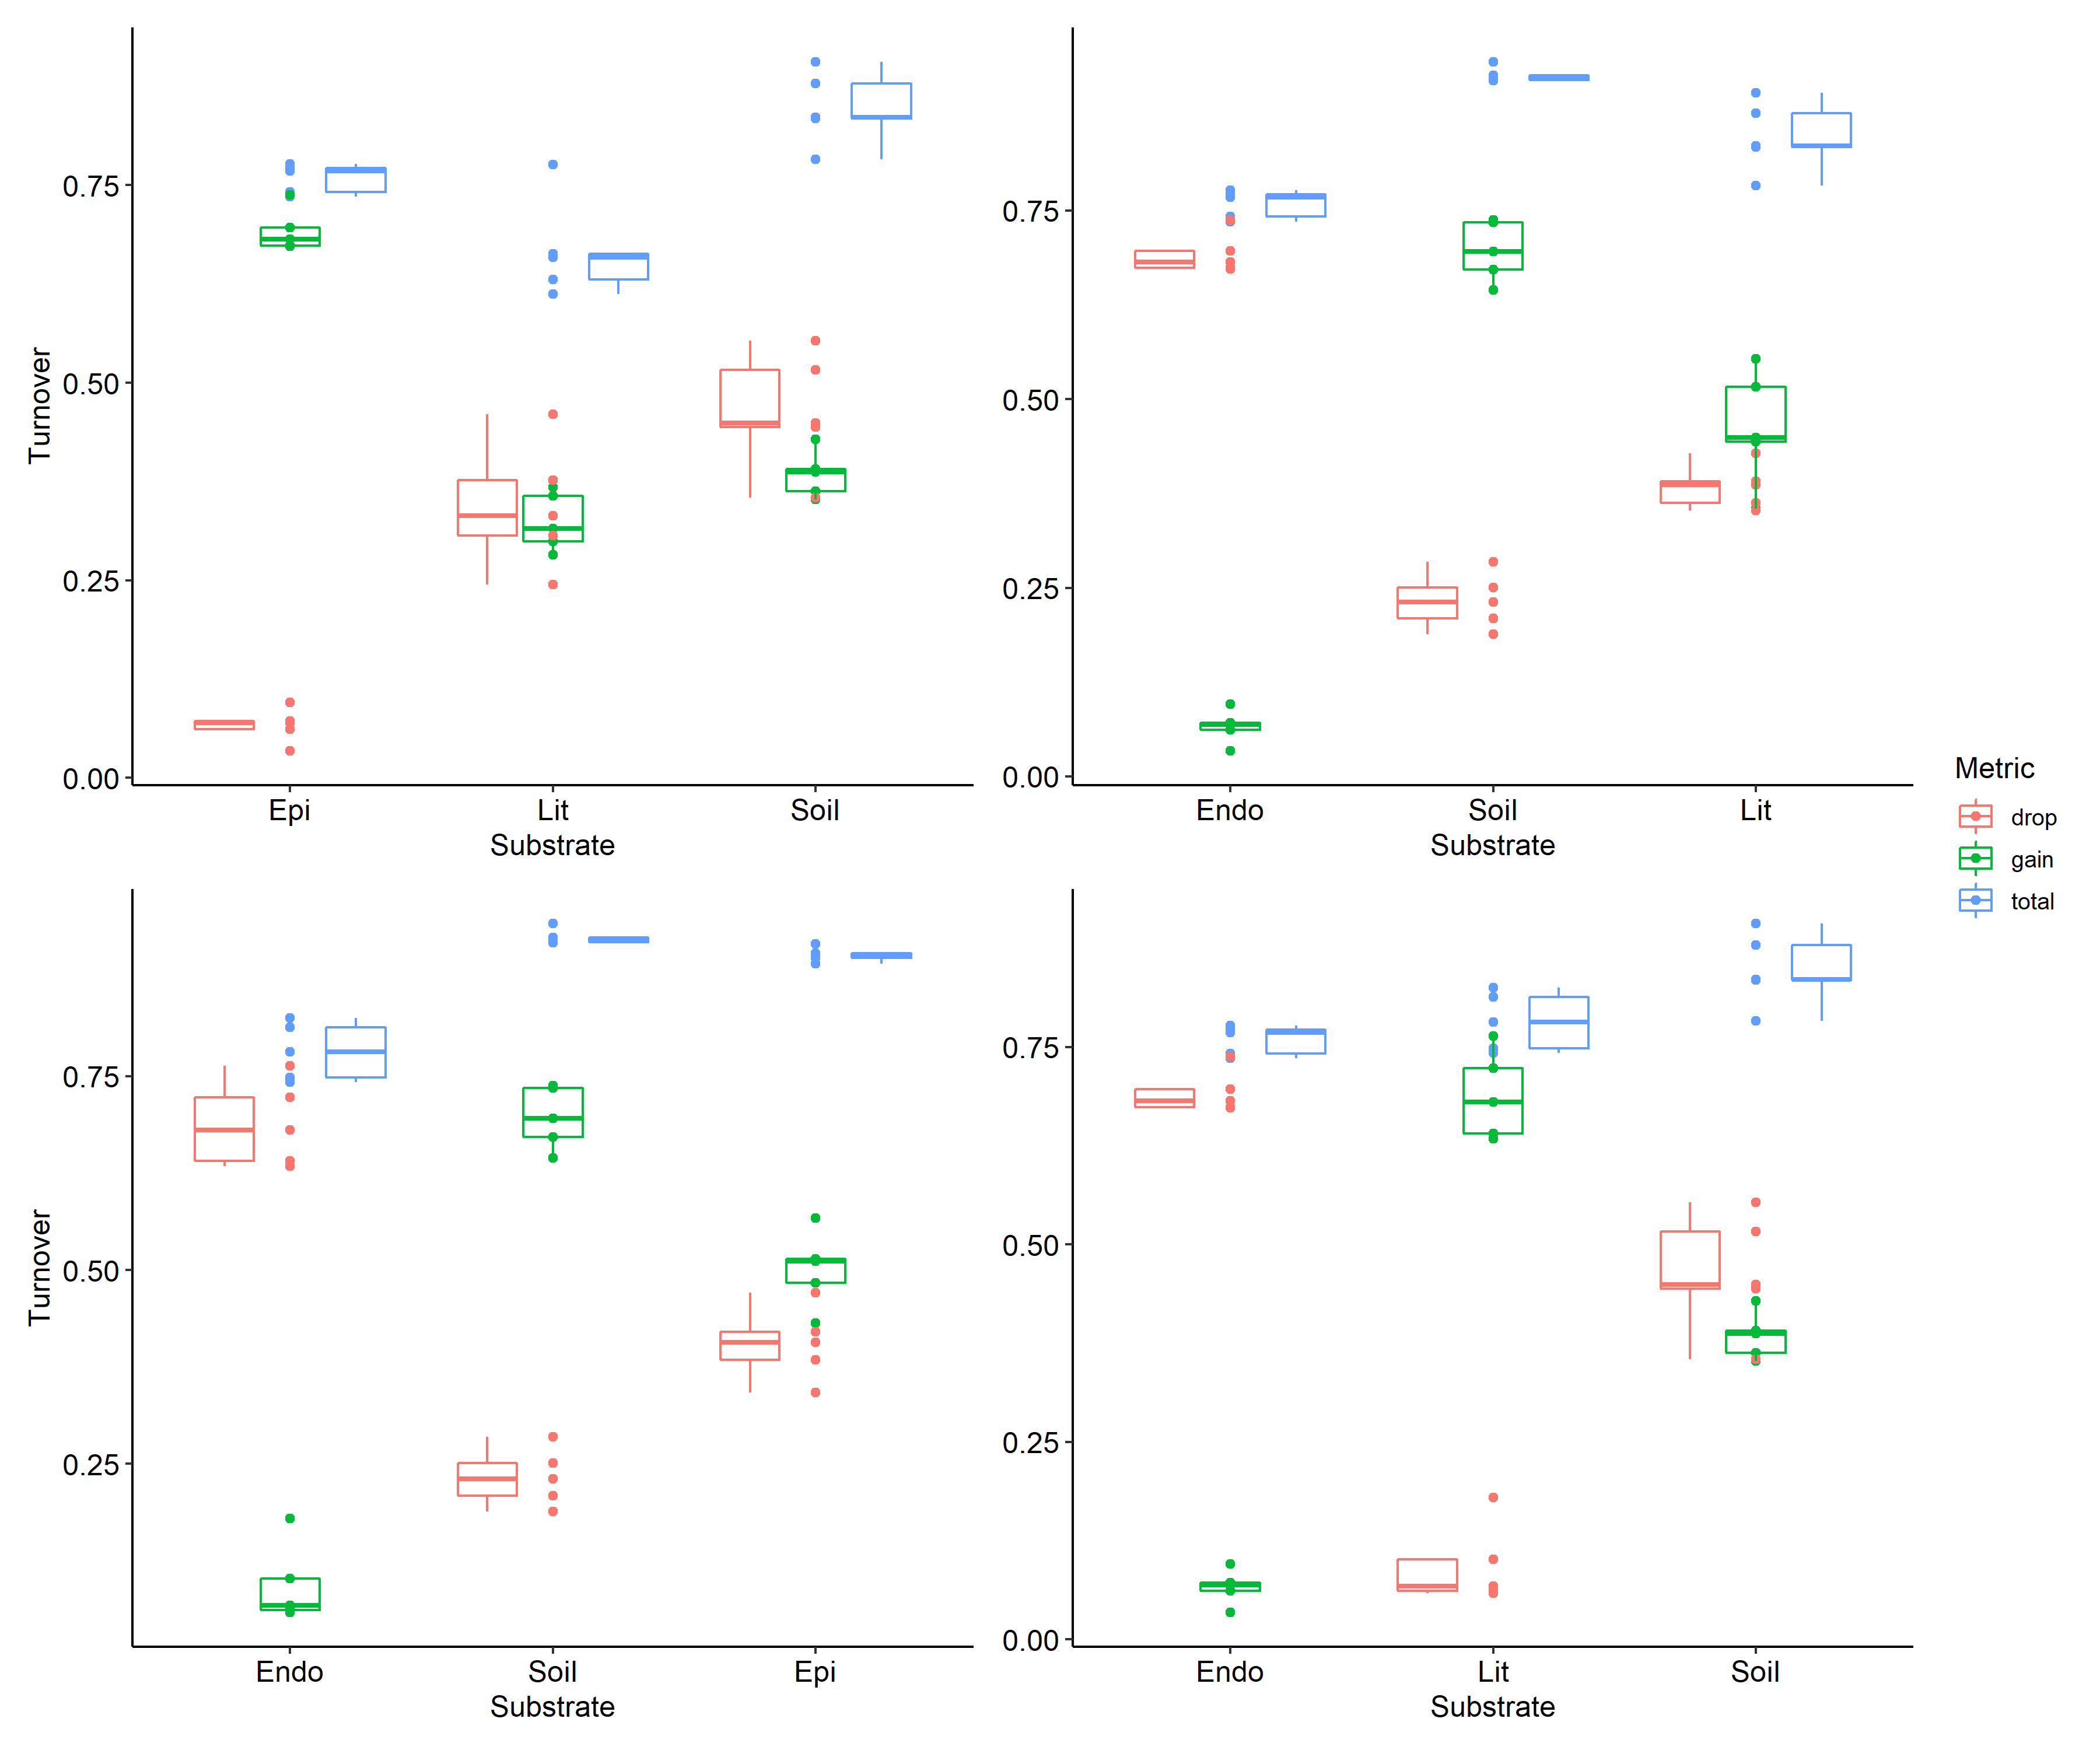 Turnover
0.75
0.50
0.25
0.00
Epi Lit Soil
Substrate
0.75
0.50
0.25
0.00
Endo Soil Lit
Substrate
Turnover
0.75
0.50
0.25
Endo Soil Epi
Substrate
0.75
0.50
0.25
0.00
Endo Lit Soil
Substrate
Metric
drop
gain
total